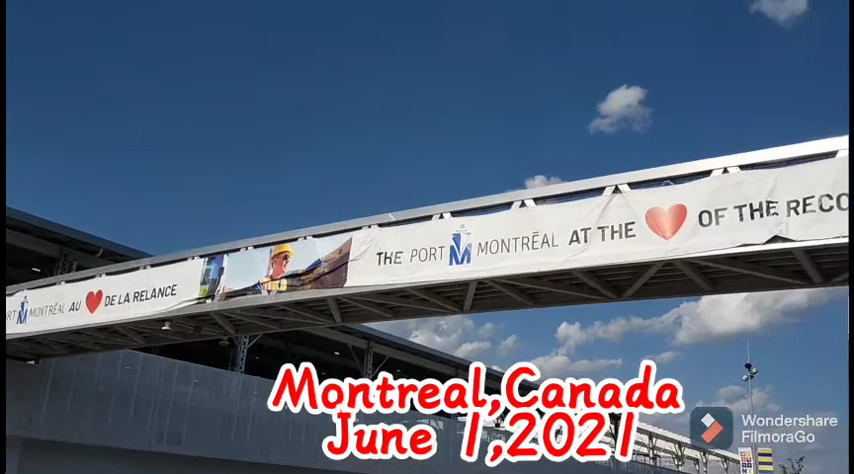 PORT MONTRÉAL AU DE LA RELANCE
THE PORT MONTRÉAL AT THE OF THE RECO
Montreal,Canada
June 1,2021
Wondershare
FilmoraGo